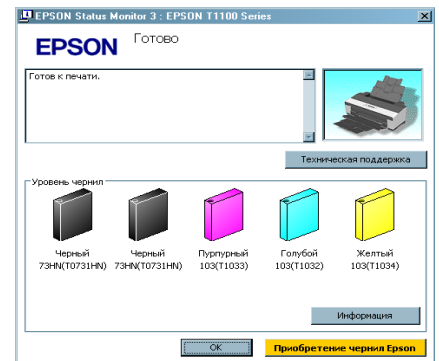 EPSON Status Monitor 3 : EPSON T1100 Series
EPSON
Готово
Готов к печати.
Техническая поддержка
Уровень чернил
Черный Черный Пурпурный Голубой Желтый
73HN(T0731HN) 73HN(T0731HN) 103(T1033) 103(T1032) 103(T1034)
Информация
OK Приобретение чернил Epson